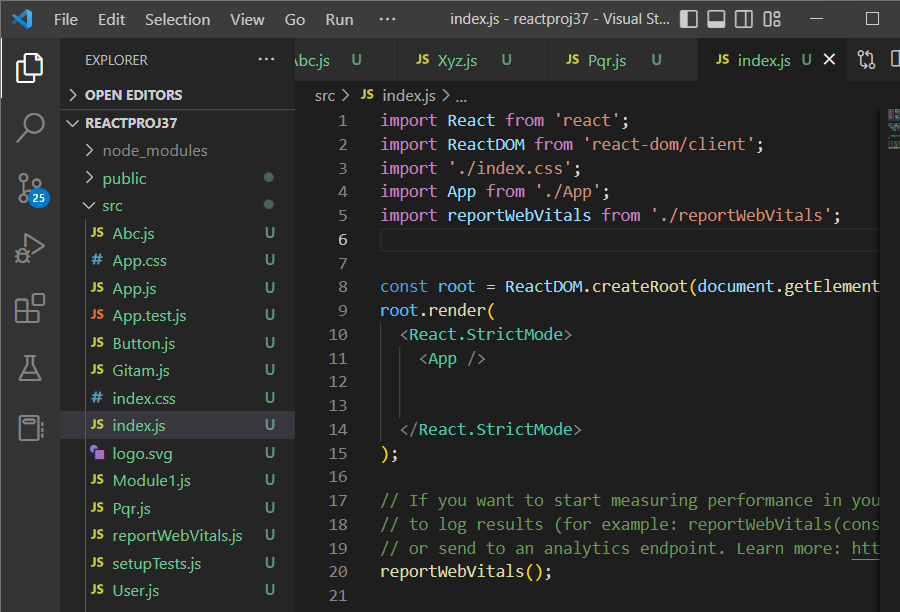 File Edit Selection View Go Run ··· index.js - reactproj37 - Visual St...
EXPLORER ···
OPEN EDITORS
REACTPROJ37
node_modules
public
src
JS Abc.js U
# App.css U
JS App.js U
JS App.test.js U
JS Button.js U
JS Gitam.js U
# index.css U
JS index.js U
logo.svg U
JS Module1.js U
JS Pqr.js U
JS reportWebVitals.js U
JS setupTests.js U
JS User.js U
25
Abc.js U JS Xyz.js U JS Pqr.js U JS index.js U
src > JS index.js > ...
1 import React from 'react';
2 import ReactDOM from 'react-dom/client';
3 import './index.css';
4 import App from './App';
5 import reportWebVitals from './reportWebVitals';
6
7
8 const root = ReactDOM.createRoot(document.getElement
9 root.render(
10 <React.StrictMode>
11 <App />
12
13
14 </React.StrictMode>
15 );
16
17 // If you want to start measuring performance in you
18 // to log results (for example: reportWebVitals(cons
19 // or send to an analytics endpoint. Learn more: htt
20 reportWebVitals();
21